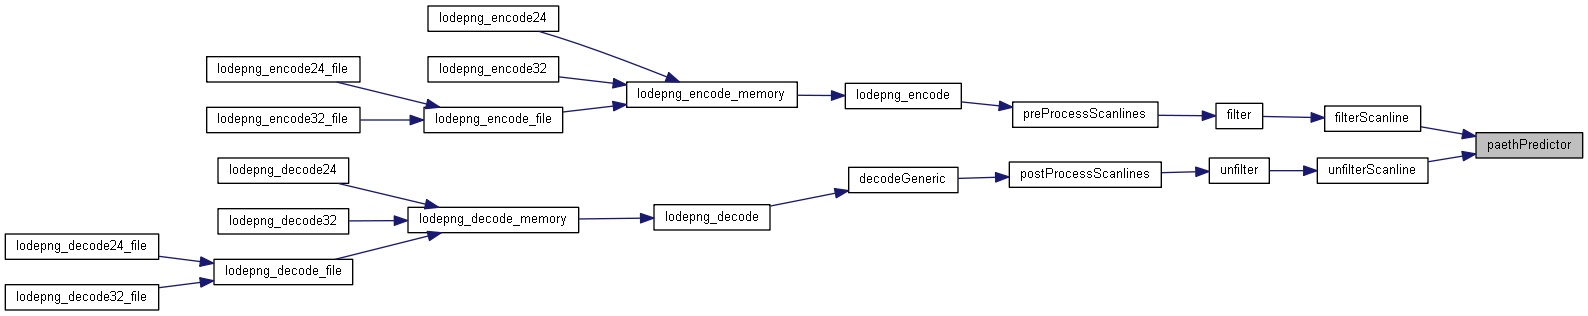 lodepng_encode24
lodepng_encode24_file
lodepng_encode32
lodepng_encode_memory
lodepng_encode
lodepng_encode32_file
lodepng_encode_file
preProcessScanlines
filter
filterScanline
paethPredictor
lodepng_decode24
decodeGeneric
postProcessScanlines
unfilter
unfilterScanline
lodepng_decode32
lodepng_decode_memory
lodepng_decode
lodepng_decode24_file
lodepng_decode_file
lodepng_decode32_file